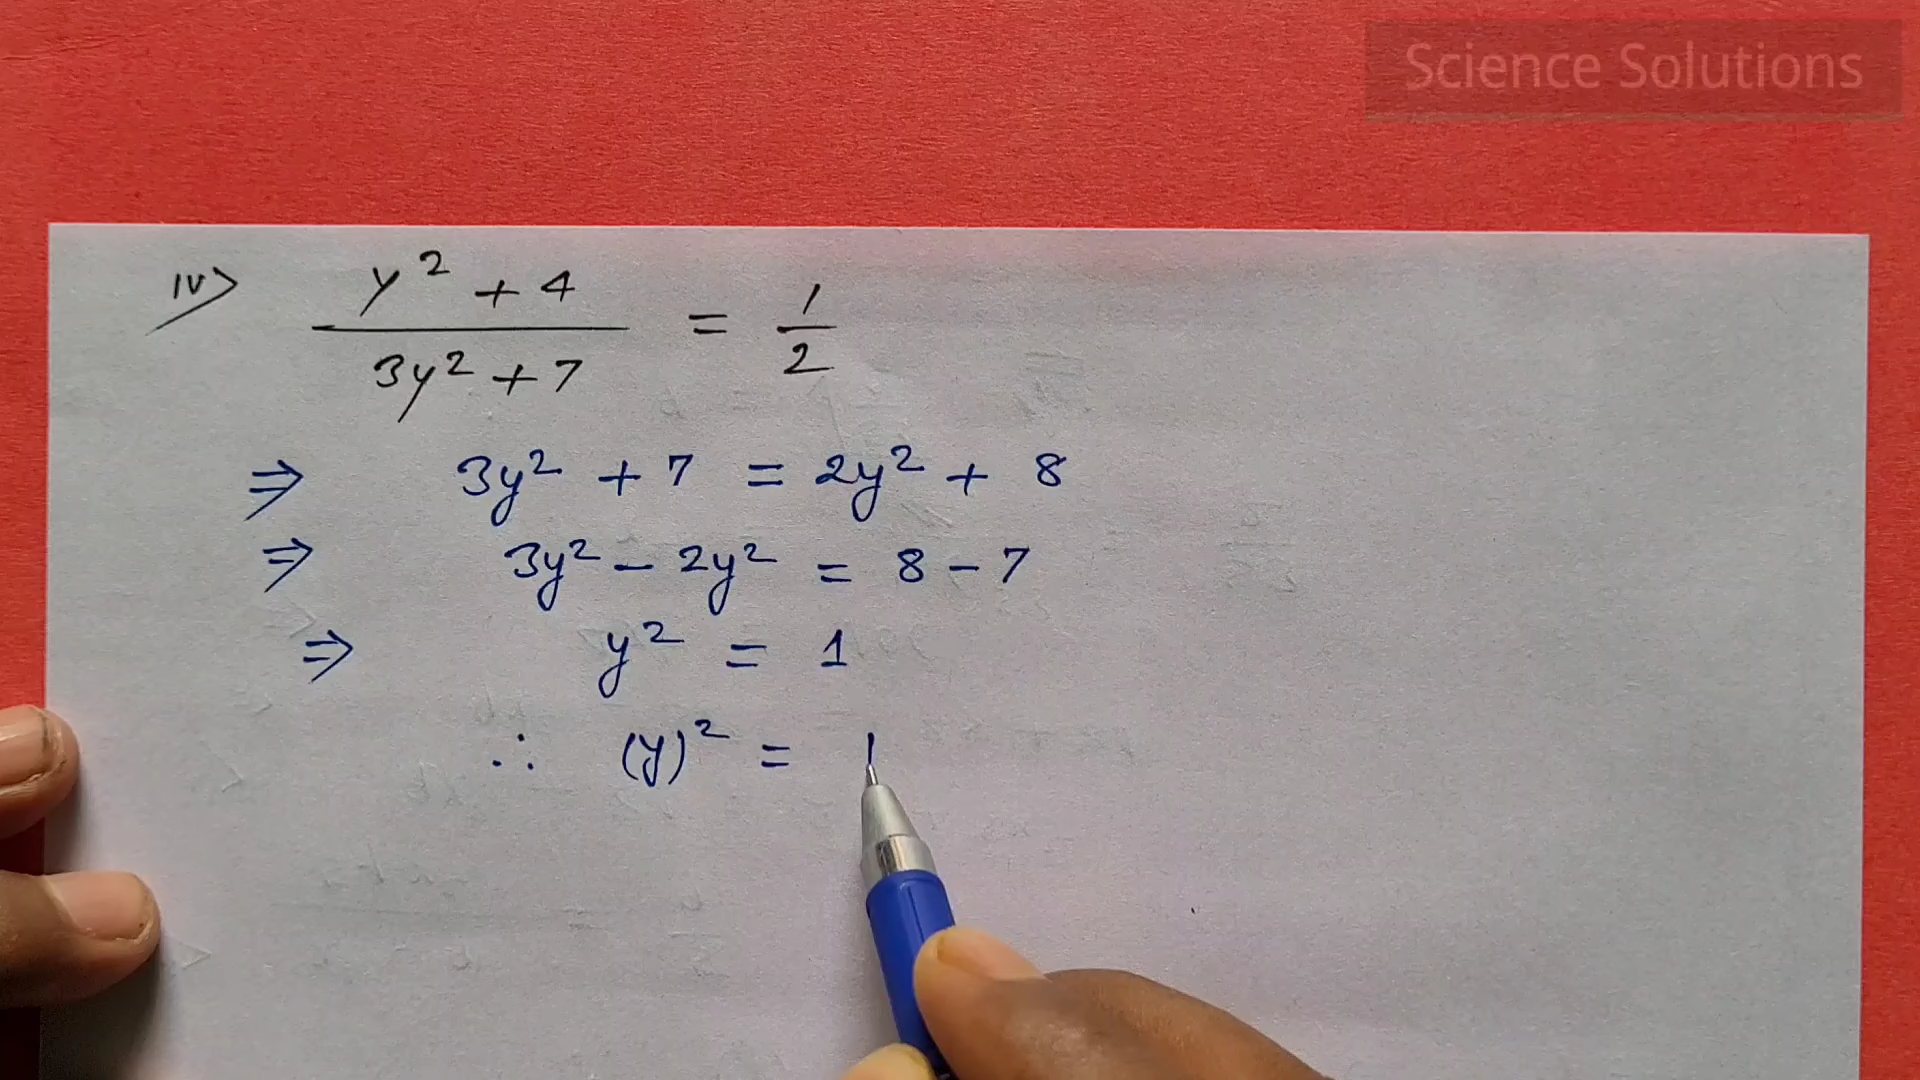 Science Solutions
iv> y² + 4 / 3y² + 7 = 1 / 2
⇒ 3y² + 7 = 2y² + 8
⇒ 3y² - 2y² = 8 - 7
⇒ y² = 1
∴ (y)² = 1